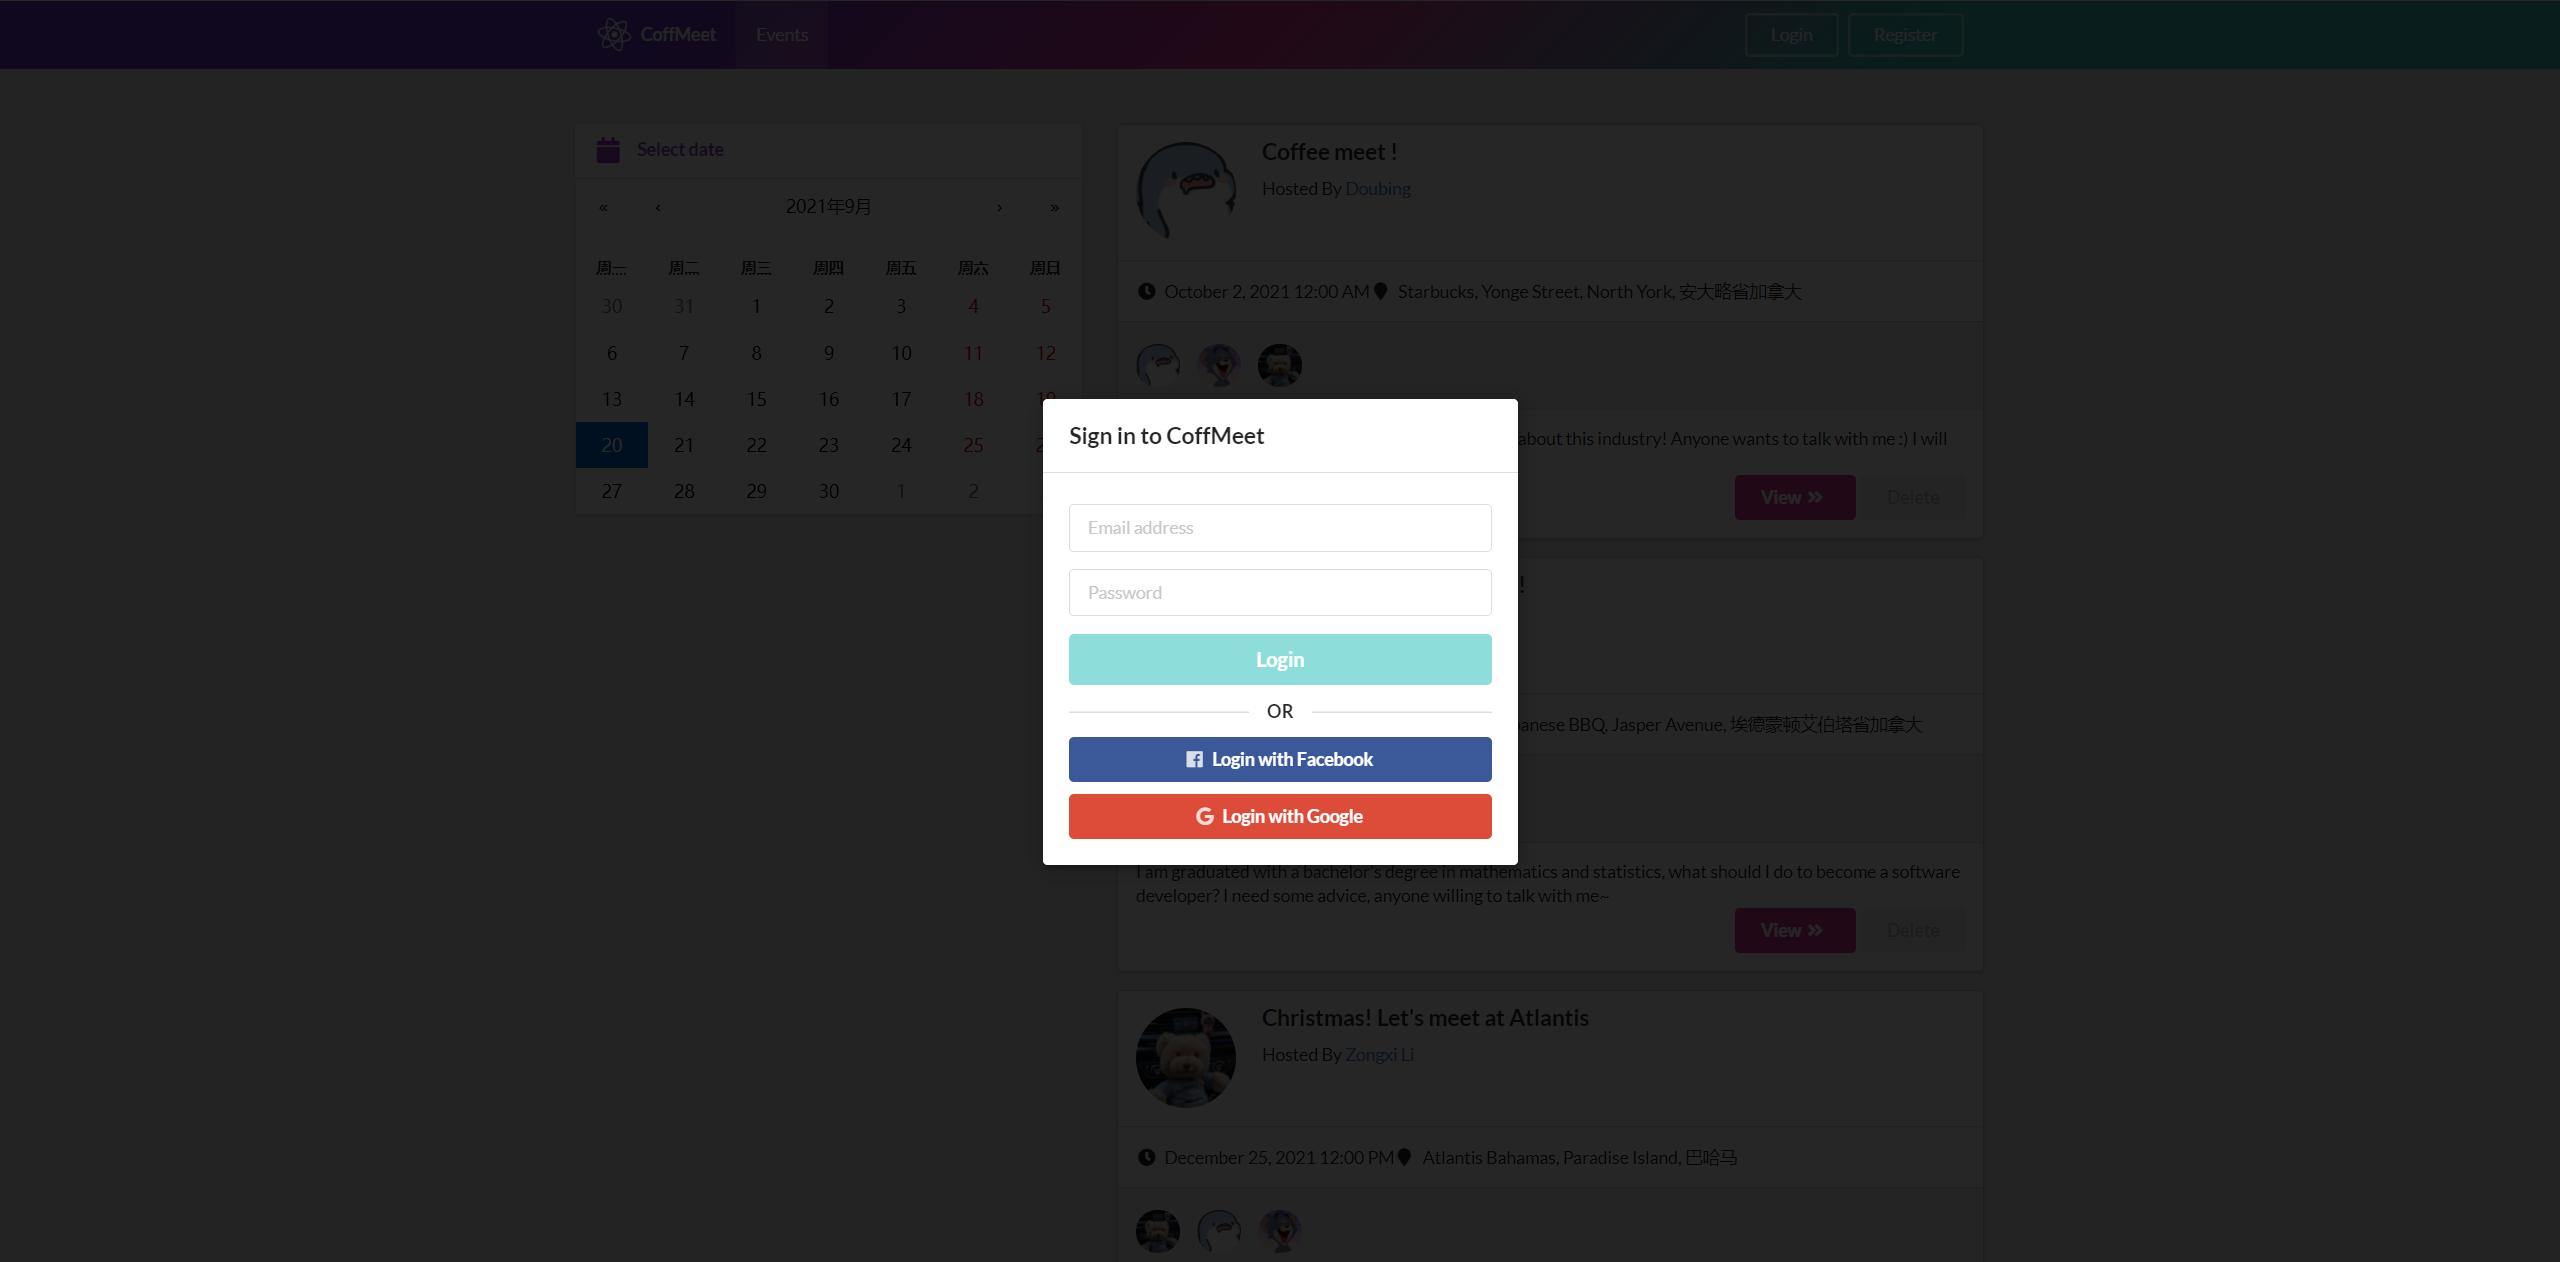 CoffMeet Events Login Register
Select date
« ‹ 2021年9月 › »
周一 周二 周三 周四 周五 周六 周日
30 31 1 2 3 4 5
6 7 8 9 10 11 12
13 14 15 16 17 18 19
20 21 22 23 24 25
27 28 29 30 1 2
Coffee meet !
Hosted By Doubing
October 2, 2021 12:00 AM Starbucks, Yonge Street, North York, 安大略省加拿大
about this industry! Anyone wants to talk with me :) I will
View »
Delete
Sign in to CoffMeet
Email address
Password
Login
OR
Login with Facebook
Login with Google
!
anese BBQ, Jasper Avenue, 埃德蒙顿艾伯塔省加拿大
I am graduated with a bachelor's degree in mathematics and statistics, what should I do to become a software
developer? I need some advice, anyone willing to talk with me~
View »
Delete
Christmas! Let's meet at Atlantis
Hosted By Zongxi Li
December 25, 2021 12:00 PM Atlantis Bahamas, Paradise Island, 巴哈马